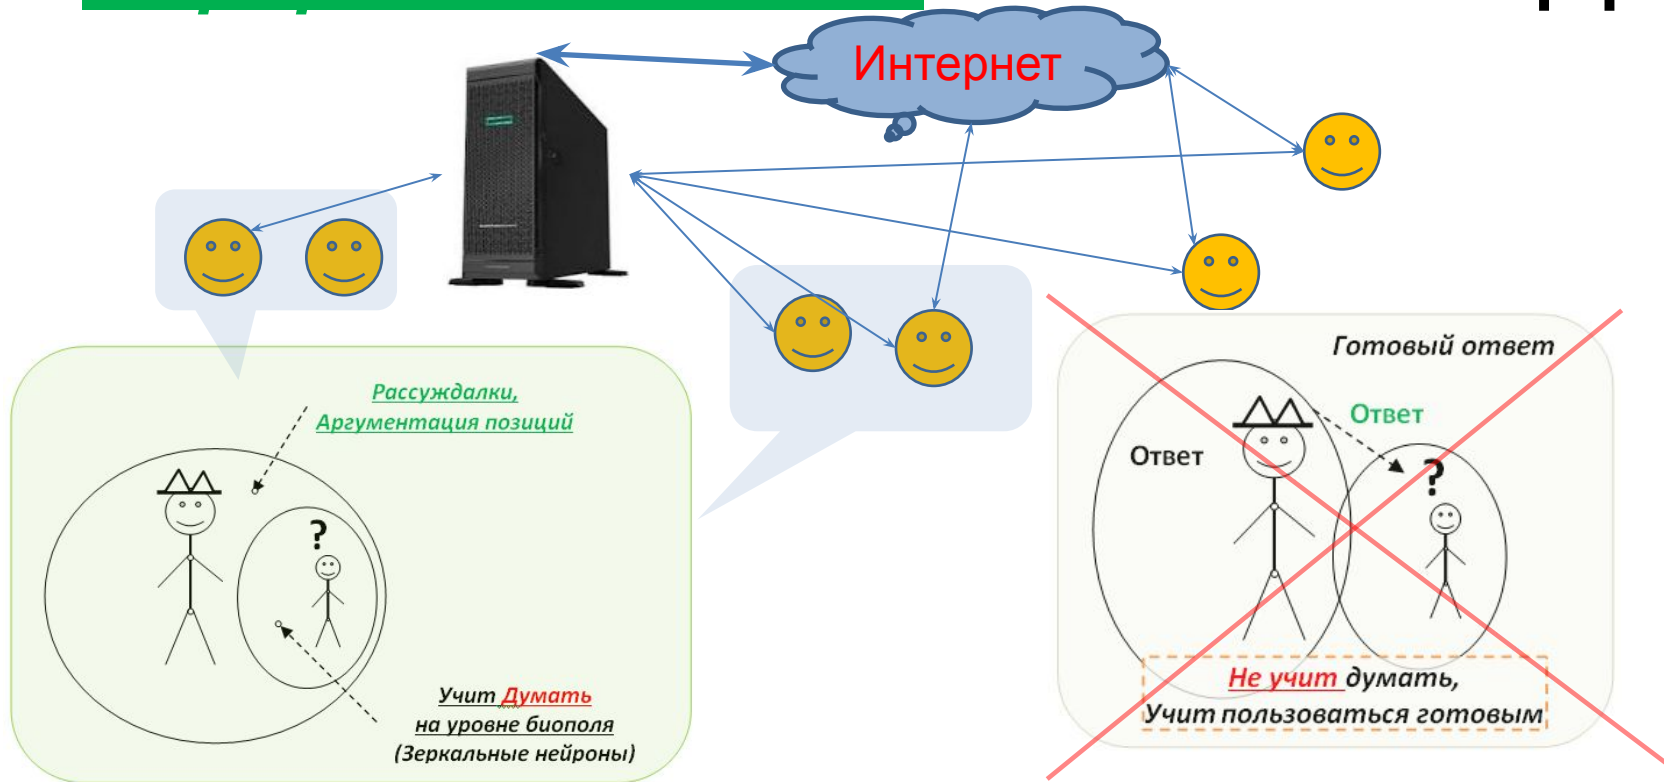 Интернет
Готовый ответ
Рассуждалки,
Аргументация позиций
Ответ
Ответ
?
?
Учит Думать
на уровне биополя
(Зеркальные нейроны)
Не учит думать,
Учит пользоваться готовым